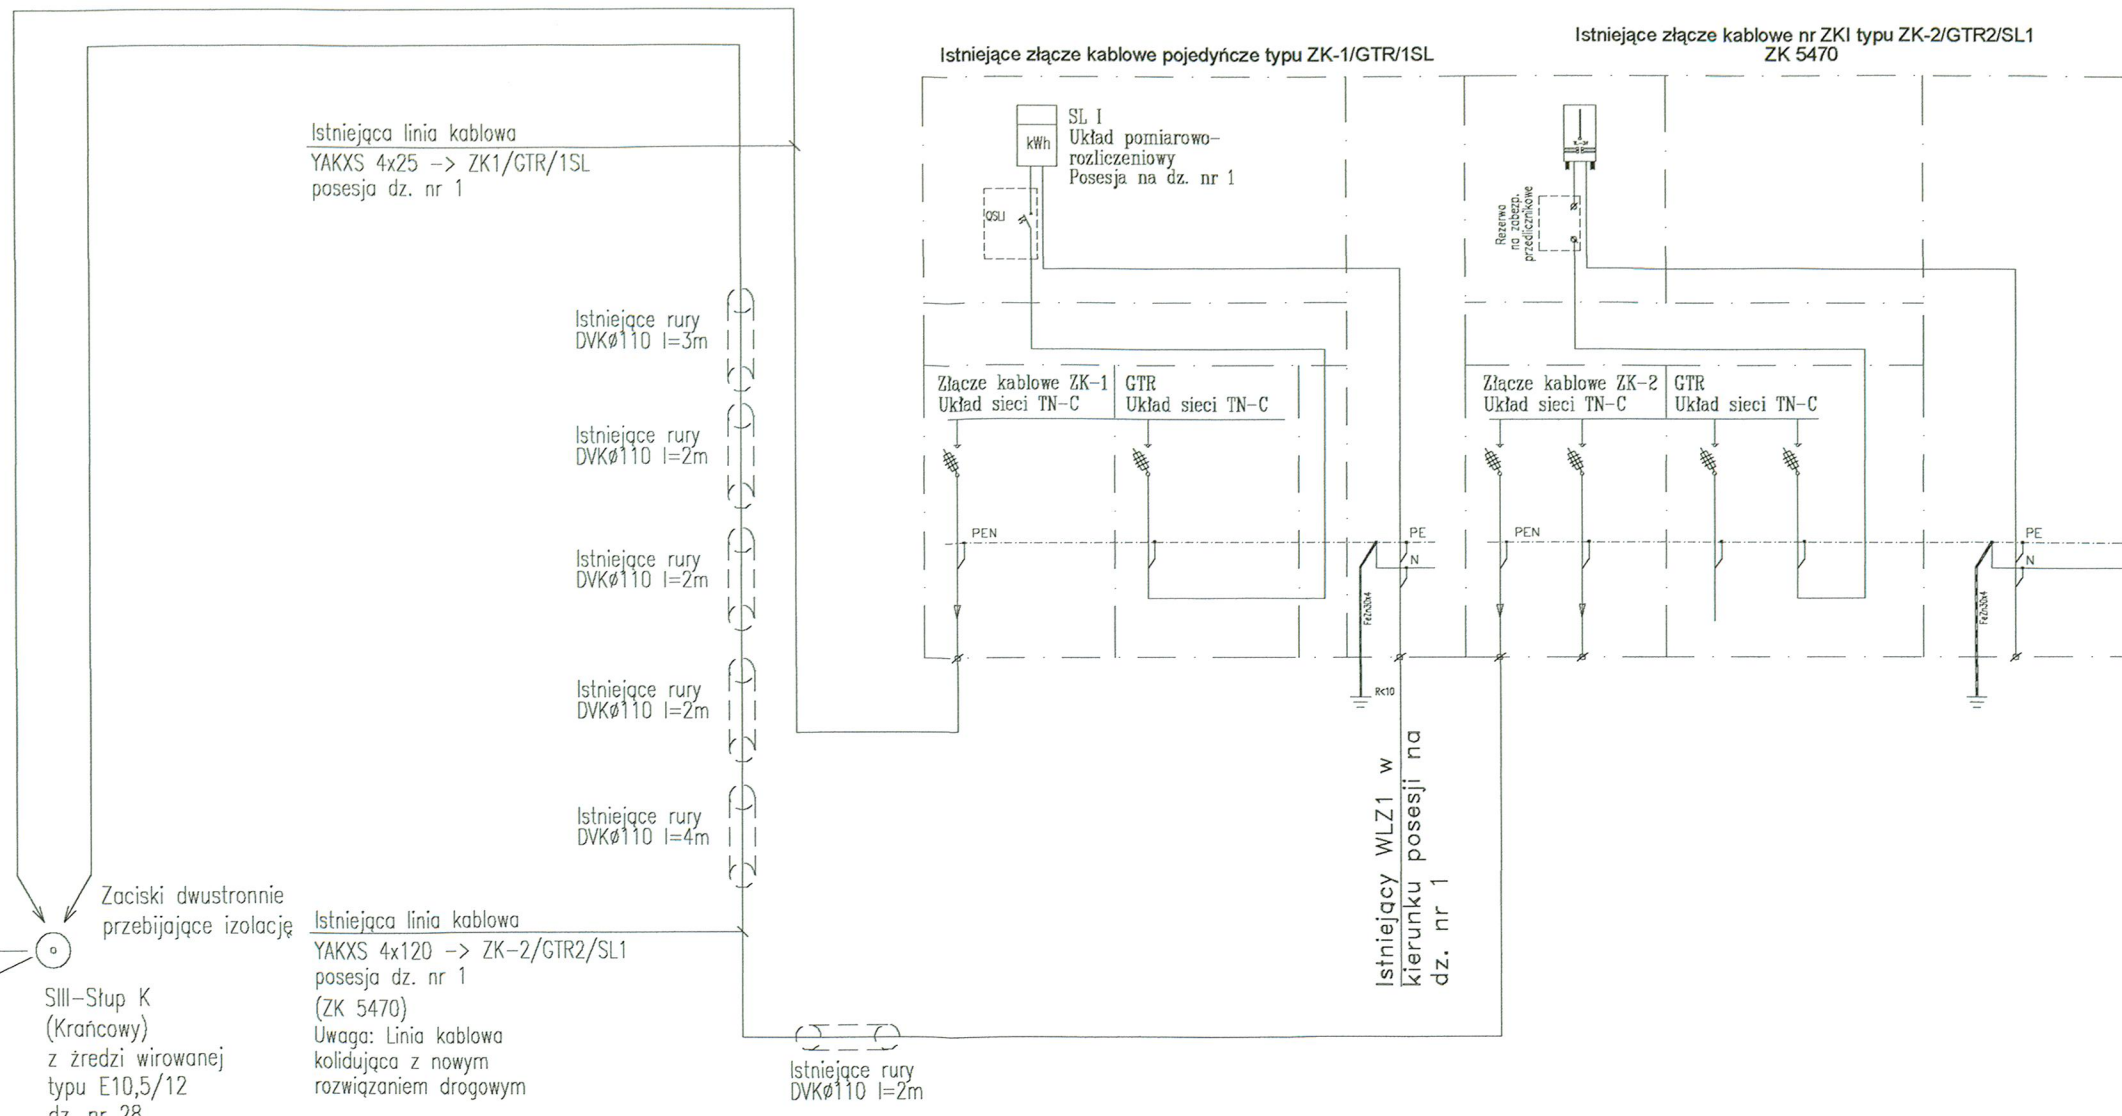 Istniejące złącze kablowe pojedyńcze typu ZK-1/GTR/1SL
Istniejące złącze kablowe nr ZKI typu ZK-2/GTR2/SL1
ZK 5470
Istniejąca linia kablowa
YAKXS 4x25 -> ZK1/GTR/1SL
posesja dz. nr 1
kWh
SL I
Układ pomiarowo-
rozliczeniowy
Posesja na dz. nr 1
QSLI
Rezerwa
na zabezp.
przedlicznikowe
Istniejące rury
DVKø110 l=3m
Istniejące rury
DVKø110 l=2m
Istniejące rury
DVKø110 l=2m
Istniejące rury
DVKø110 l=2m
Istniejące rury
DVKø110 l=4m
Złącze kablowe ZK-1
Układ sieci TN-C
GTR
Układ sieci TN-C
Złącze kablowe ZK-2
Układ sieci TN-C
GTR
Układ sieci TN-C
PEN
PE
N
FeZn30x4
R<10
PEN
PE
N
FeZn30x4
Istniejący WLZ1 w
kierunku posesji na
dz. nr 1
Zaciski dwustronnie
przebijające izolację
SIII-Słup K
(Krańcowy)
z żredzi wirowanej
typu E10,5/12
dz. nr 28
Istniejąca linia kablowa
YAKXS 4x120 -> ZK-2/GTR2/SL1
posesja dz. nr 1
(ZK 5470)
Uwaga: Linia kablowa
kolidująca z nowym
rozwiązaniem drogowym
Istniejące rury
DVKø110 l=2m